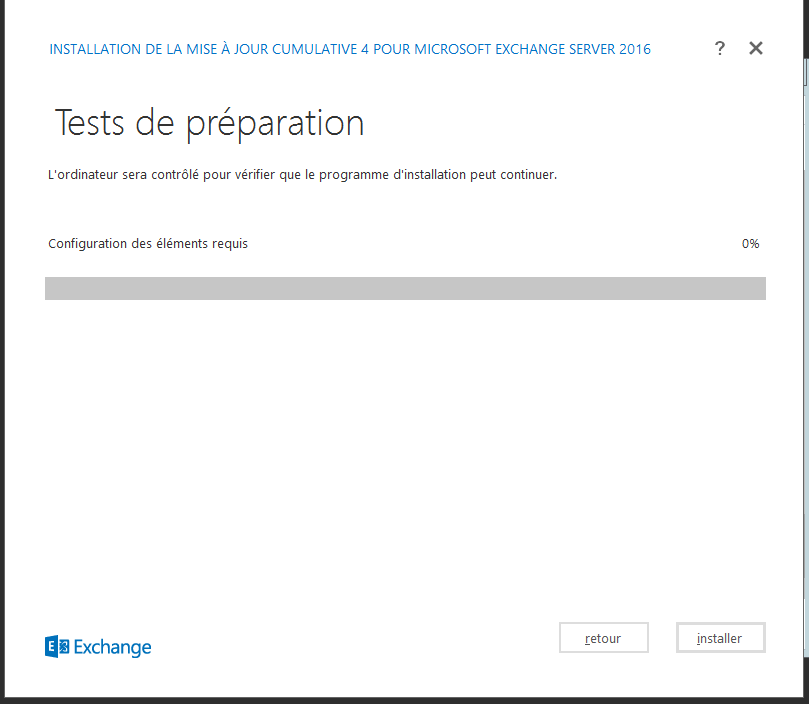 INSTALLATION DE LA MISE À JOUR CUMULATIVE 4 POUR MICROSOFT EXCHANGE SERVER 2016 ?
Tests de préparation
L'ordinateur sera contrôlé pour vérifier que le programme d'installation peut continuer.
Configuration des éléments requis 0%
retour installer
E Exchange